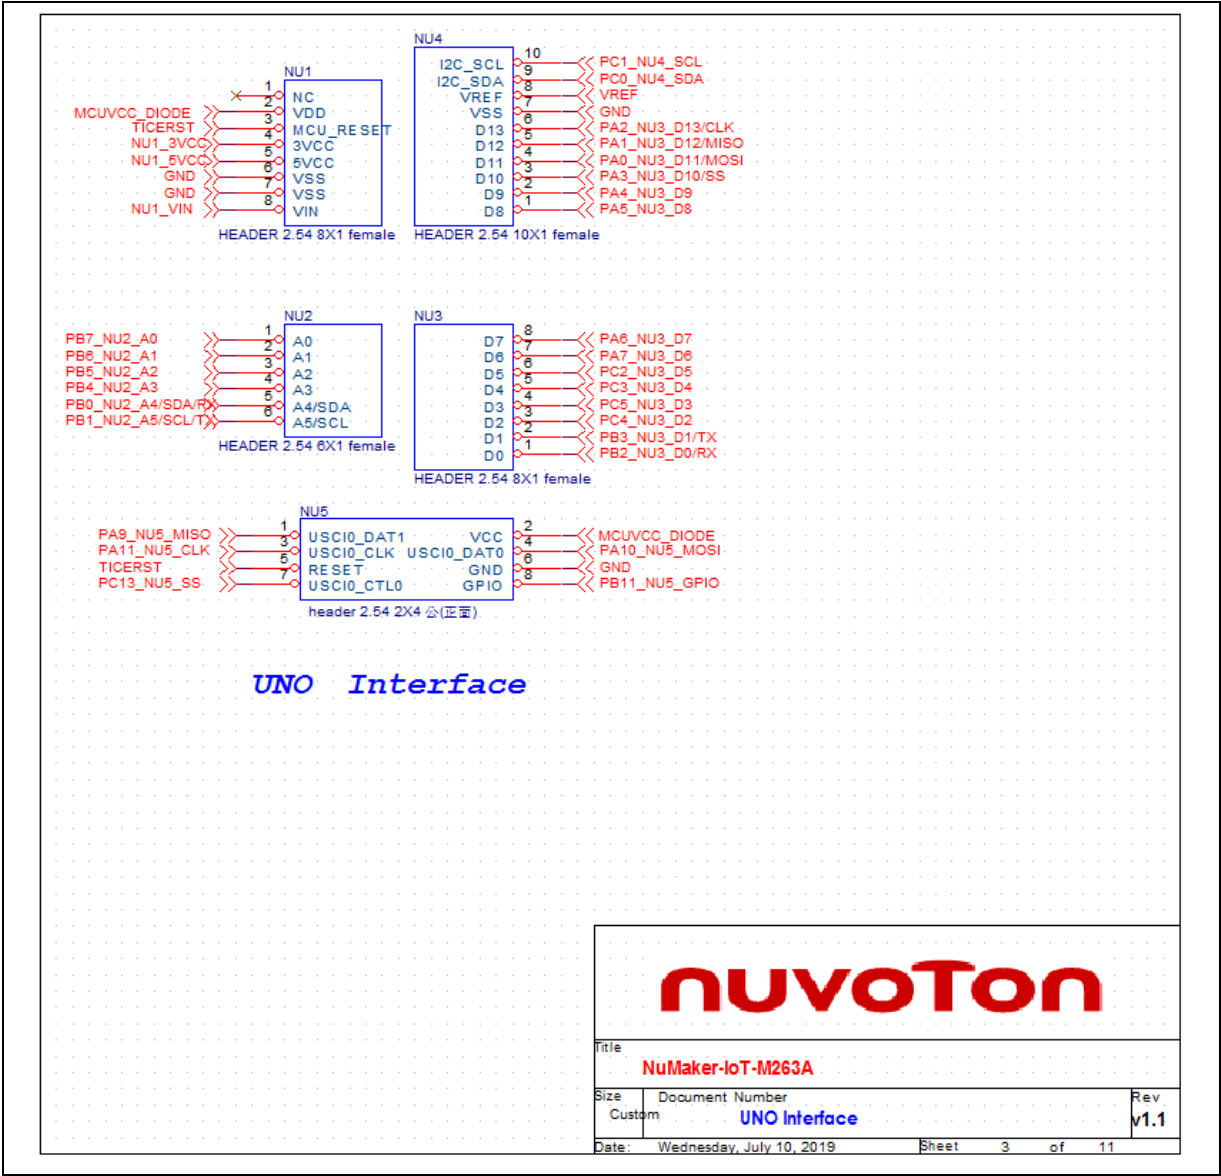 NU1
1 NC
MCUVCC_DIODE 2 VDD
TICERST 3 MCU_RESET
NU1_3VCC 4 3VCC
NU1_5VCC 5 5VCC
GND 6 VSS
GND 7 VSS
NU1_VIN 8 VIN
HEADER 2.54 8X1 female
NU4
I2C_SCL 10 PC1_NU4_SCL
I2C_SDA 9 PC0_NU4_SDA
VREF 8 VREF
VSS 7 GND
D13 6 PA2_NU3_D13/CLK
D12 5 PA1_NU3_D12/MISO
D11 4 PA0_NU3_D11/MOSI
D10 3 PA3_NU3_D10/SS
D9 2 PA4_NU3_D9
D8 1 PA5_NU3_D8
HEADER 2.54 10X1 female
NU2
PB7_NU2_A0 1 A0
PB6_NU2_A1 2 A1
PB5_NU2_A2 3 A2
PB4_NU2_A3 4 A3
PB0_NU2_A4/SDA/RX 5 A4/SDA
PB1_NU2_A5/SCL/TX 6 A5/SCL
HEADER 2.54 6X1 female
NU3
D7 8 PA6_NU3_D7
D6 7 PA7_NU3_D6
D5 6 PC2_NU3_D5
D4 5 PC3_NU3_D4
D3 4 PC5_NU3_D3
D2 3 PC4_NU3_D2
D1 2 PB3_NU3_D1/TX
D0 1 PB2_NU3_D0/RX
HEADER 2.54 8X1 female
NU5
PA9_NU5_MISO 1 USCI0_DAT1 VCC 2 MCUVCC_DIODE
PA11_NU5_CLK 3 USCI0_CLK USCI0_DAT0 4 PA10_NU5_MOSI
TICERST 5 RESET GND 6 GND
PC13_NU5_SS 7 USCI0_CTL0 GPIO 8 PB11_NU5_GPIO
header 2.54 2X4 公(正面)
UNO Interface
nuvoTon
Title
NuMaker-IoT-M263A
Size Document Number Rev
Custom UNO Interface v1.1
Date: Wednesday, July 10, 2019 Sheet 3 of 11